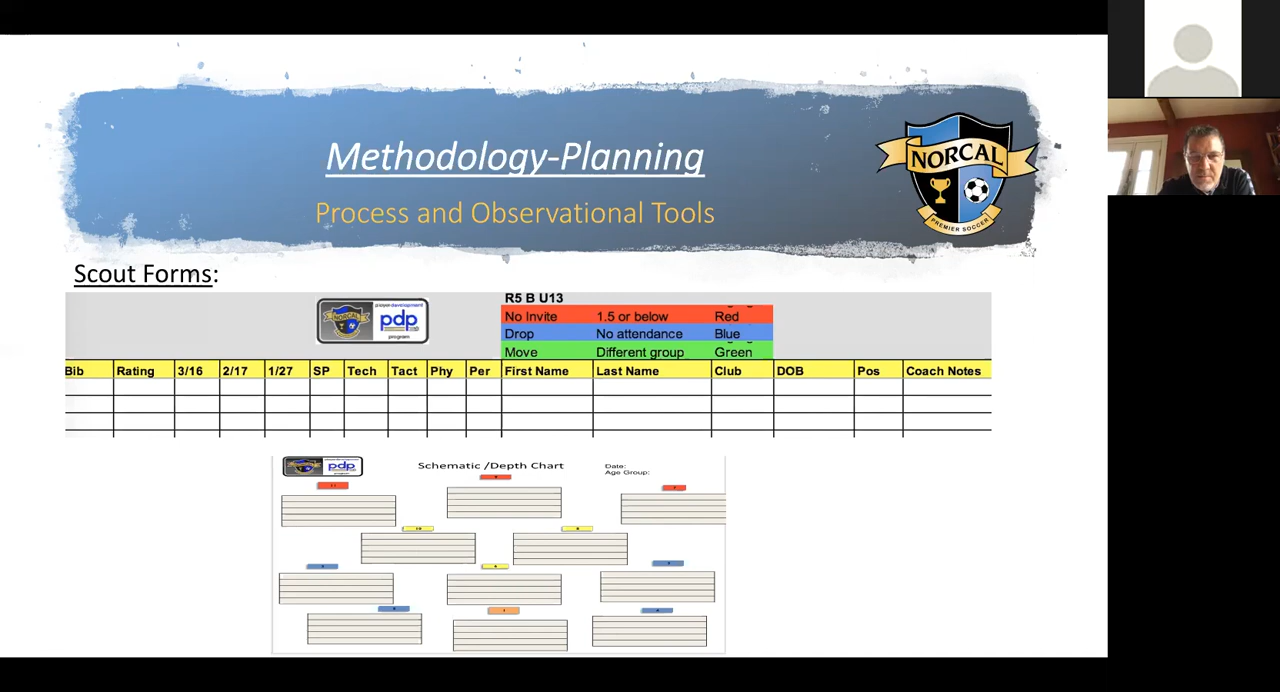 Methodology-Planning
Process and Observational Tools
NORCAL
PREMIER SOCCER
Scout Forms:
R5 B U13
No Invite 1.5 or below Red
Drop No attendance Blue
Move Different group Green
player development
pdp
program
Bib Rating 3/16 2/17 1/27 SP Tech Tact Phy Per First Name Last Name Club DOB Pos Coach Notes
pdp
Schematic /Depth Chart
Date:
Age Group: